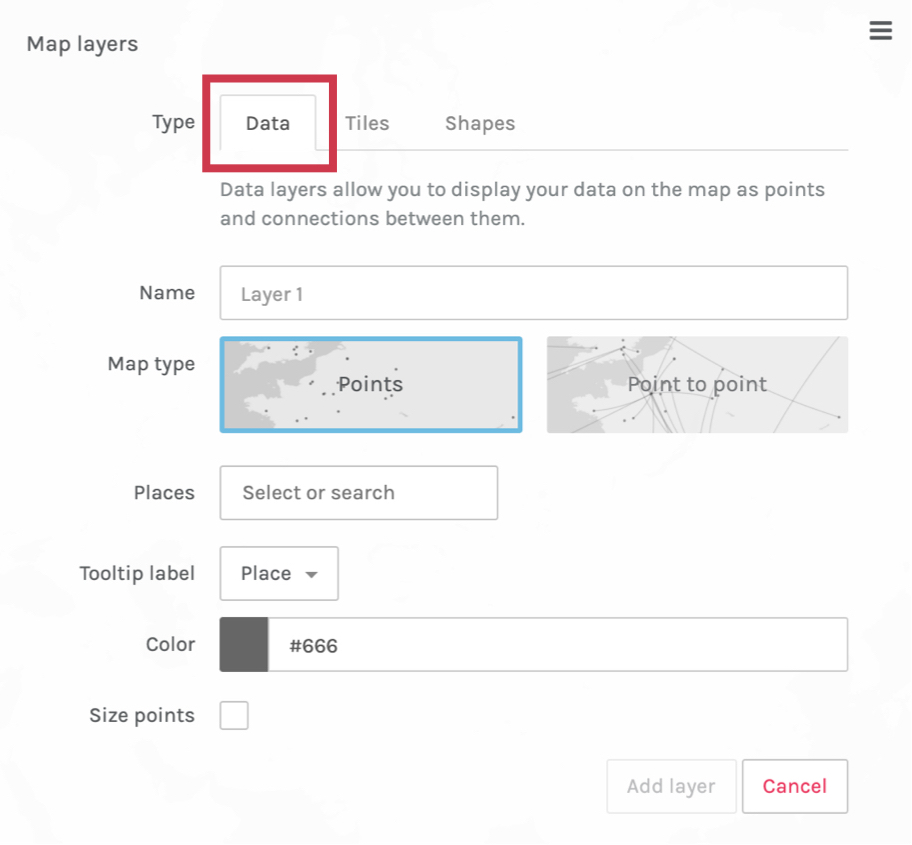 Map layers
Type Data Tiles Shapes
Data layers allow you to display your data on the map as points
and connections between them.
Name Layer 1
Map type Points Point to point
Places Select or search
Tooltip label Place
Color #666
Size points
Add layer Cancel